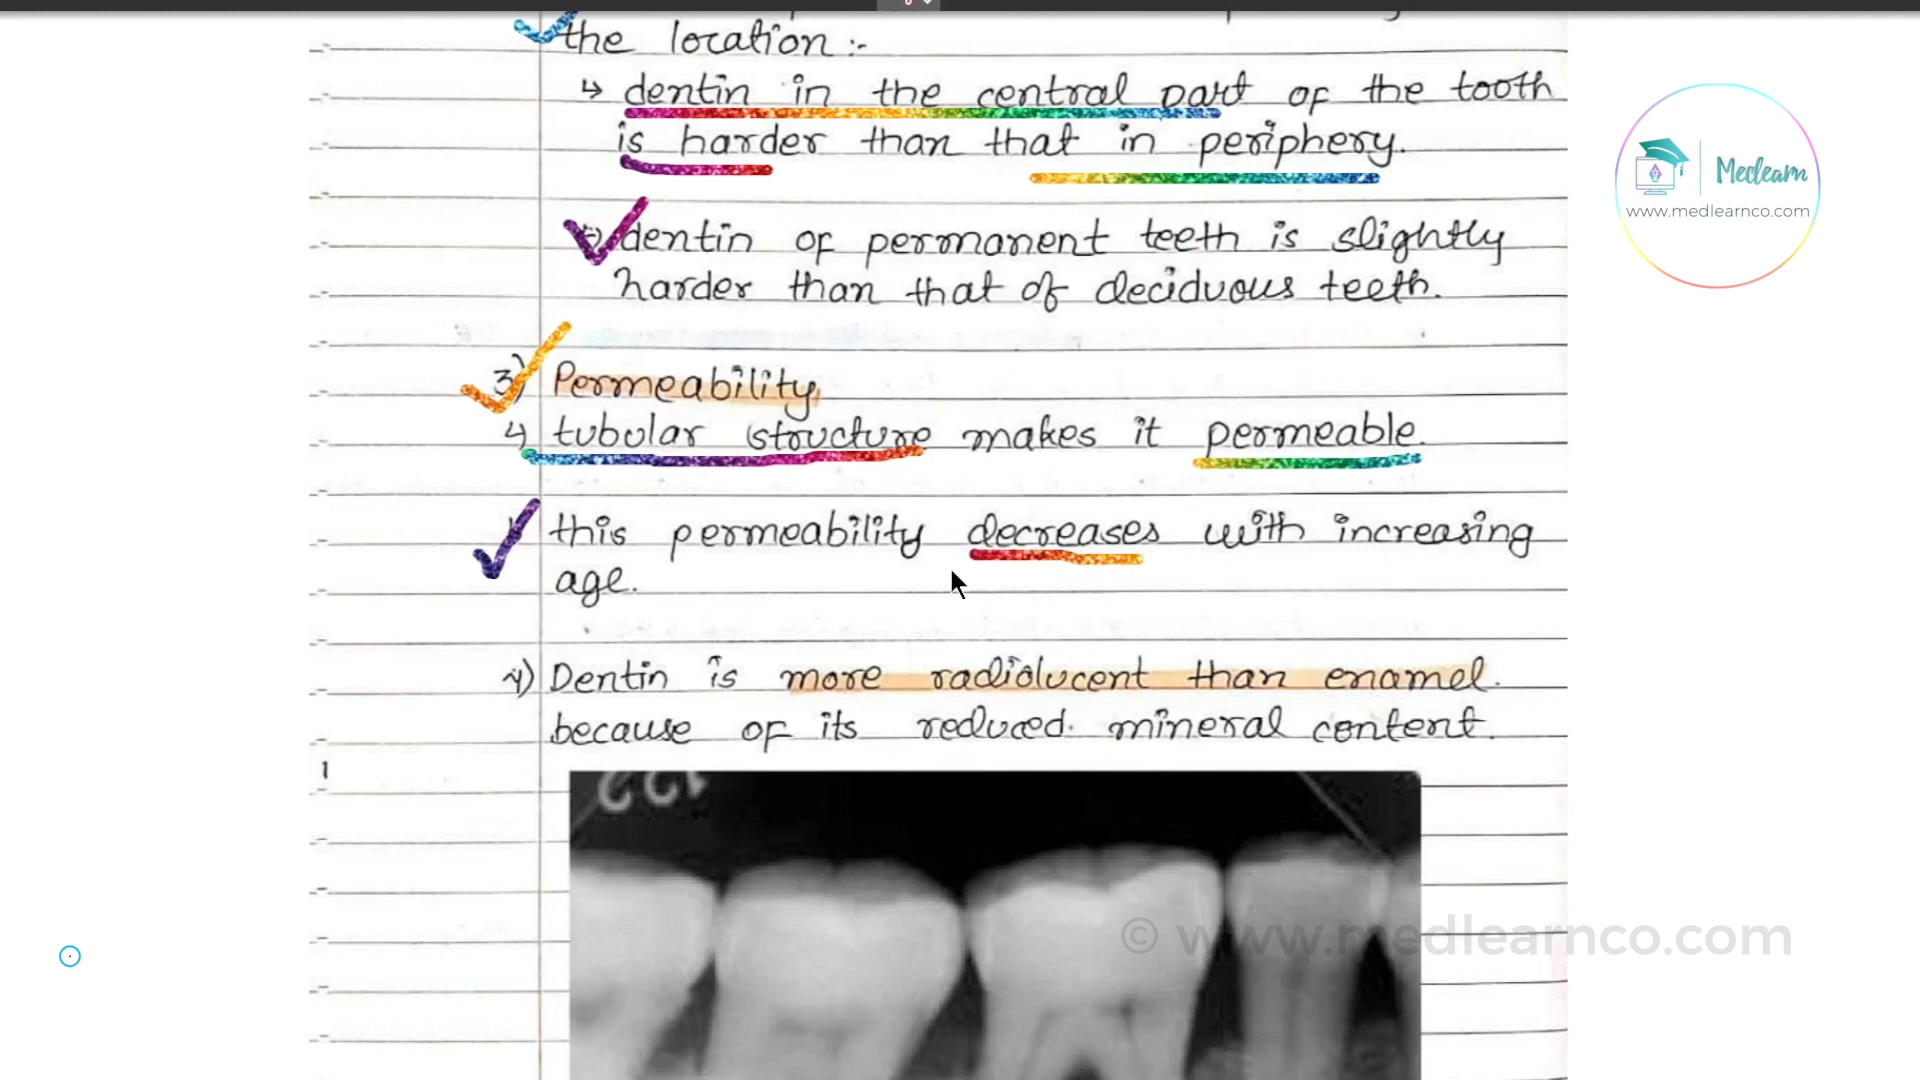 the location :-
↳ dentin in the central part of the tooth
is harder than that in periphery.
dentin of permanent teeth is slightly
harder than that of deciduous teeth.
3) Permeability
↳ tubular structure makes it permeable.
this permeability decreases with increasing
age.
4) Dentin is more radiolucent than enamel.
because of its reduced mineral content.
Medlearn
www.medlearnco.com
© www.medlearnco.com